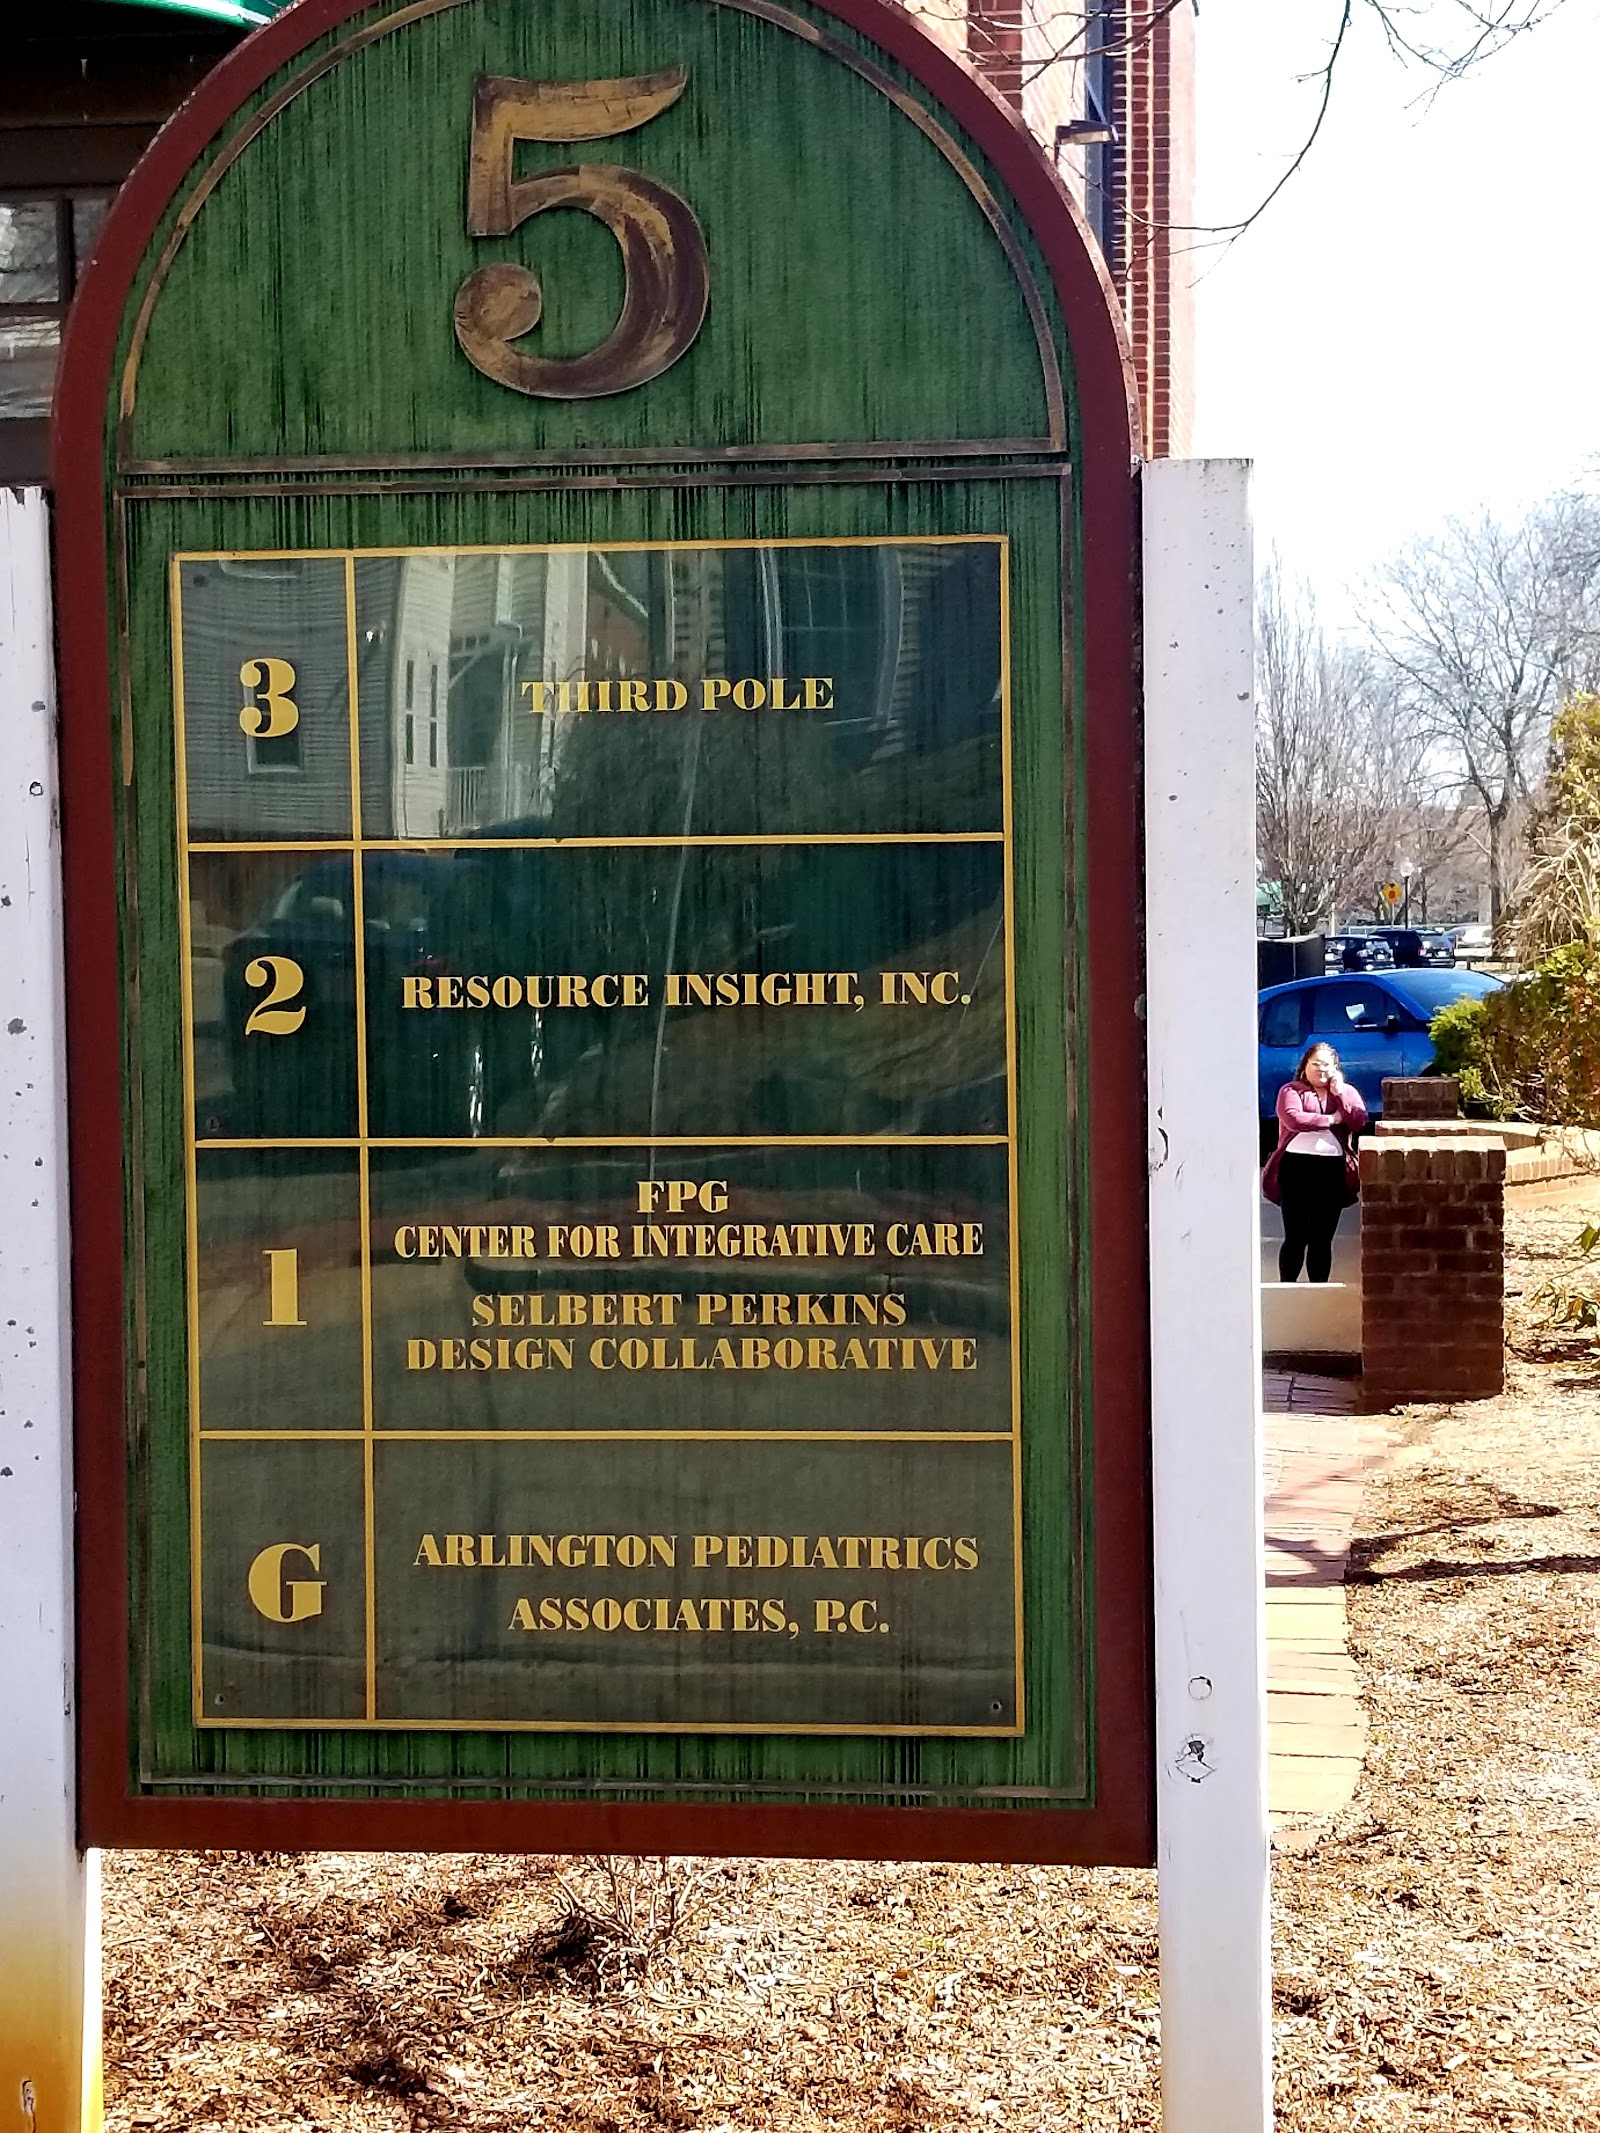 5
3 THIRD POLE
2 RESOURCE INSIGHT, INC.
FPG
CENTER FOR INTEGRATIVE CARE
1
SELBERT PERKINS
DESIGN COLLABORATIVE
G
ARLINGTON PEDIATRICS
ASSOCIATES, P.C.